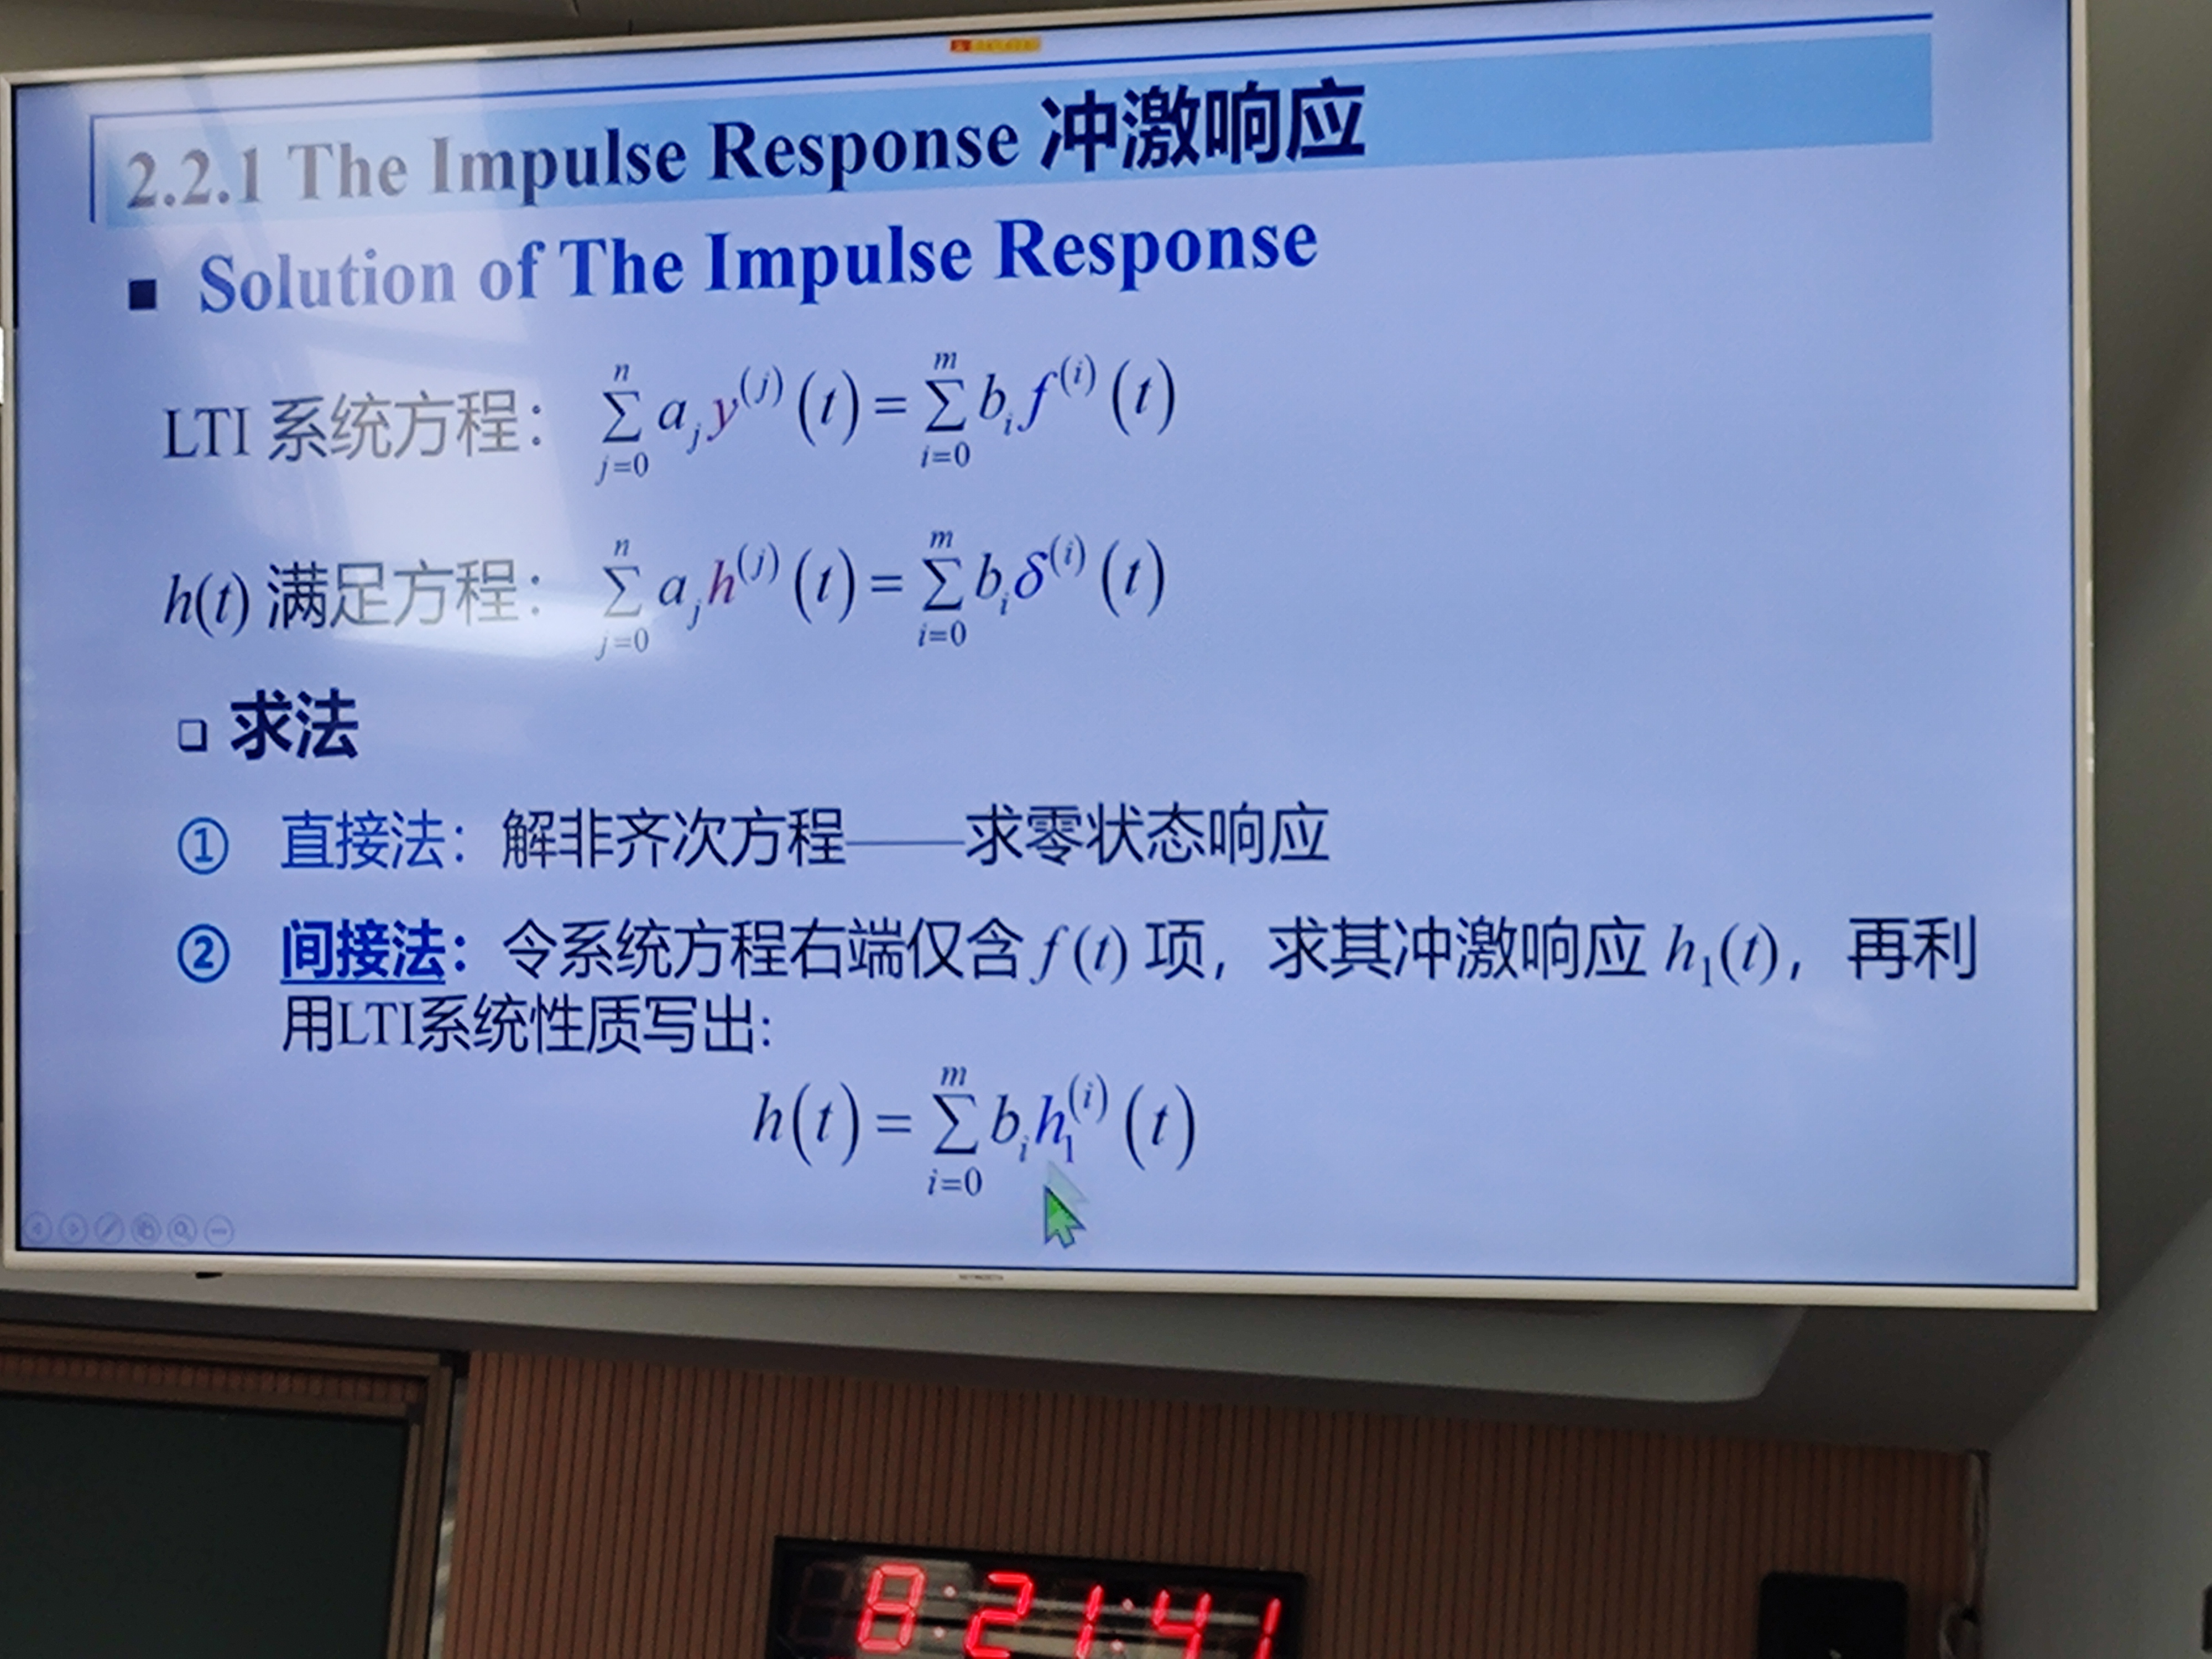 2.2.1 The Impulse Response 冲激响应
■ Solution of The Impulse Response
LTI 系统方程： $\sum_{j=0}^{n} a_j y^{(j)}(t) = \sum_{i=0}^{m} b_i f^{(i)}(t)$
h(t) 满足方程： $\sum_{j=0}^{n} a_j h^{(j)}(t) = \sum_{i=0}^{m} b_i \delta^{(i)}(t)$
❑ 求法
① 直接法：解非齐次方程——求零状态响应
② 间接法：令系统方程右端仅含 f (t) 项，求其冲激响应 h₁(t)，再利
用LTI系统性质写出：
$h(t) = \sum_{i=0}^{m} b_i h_1^{(i)}(t)$
8:21:41